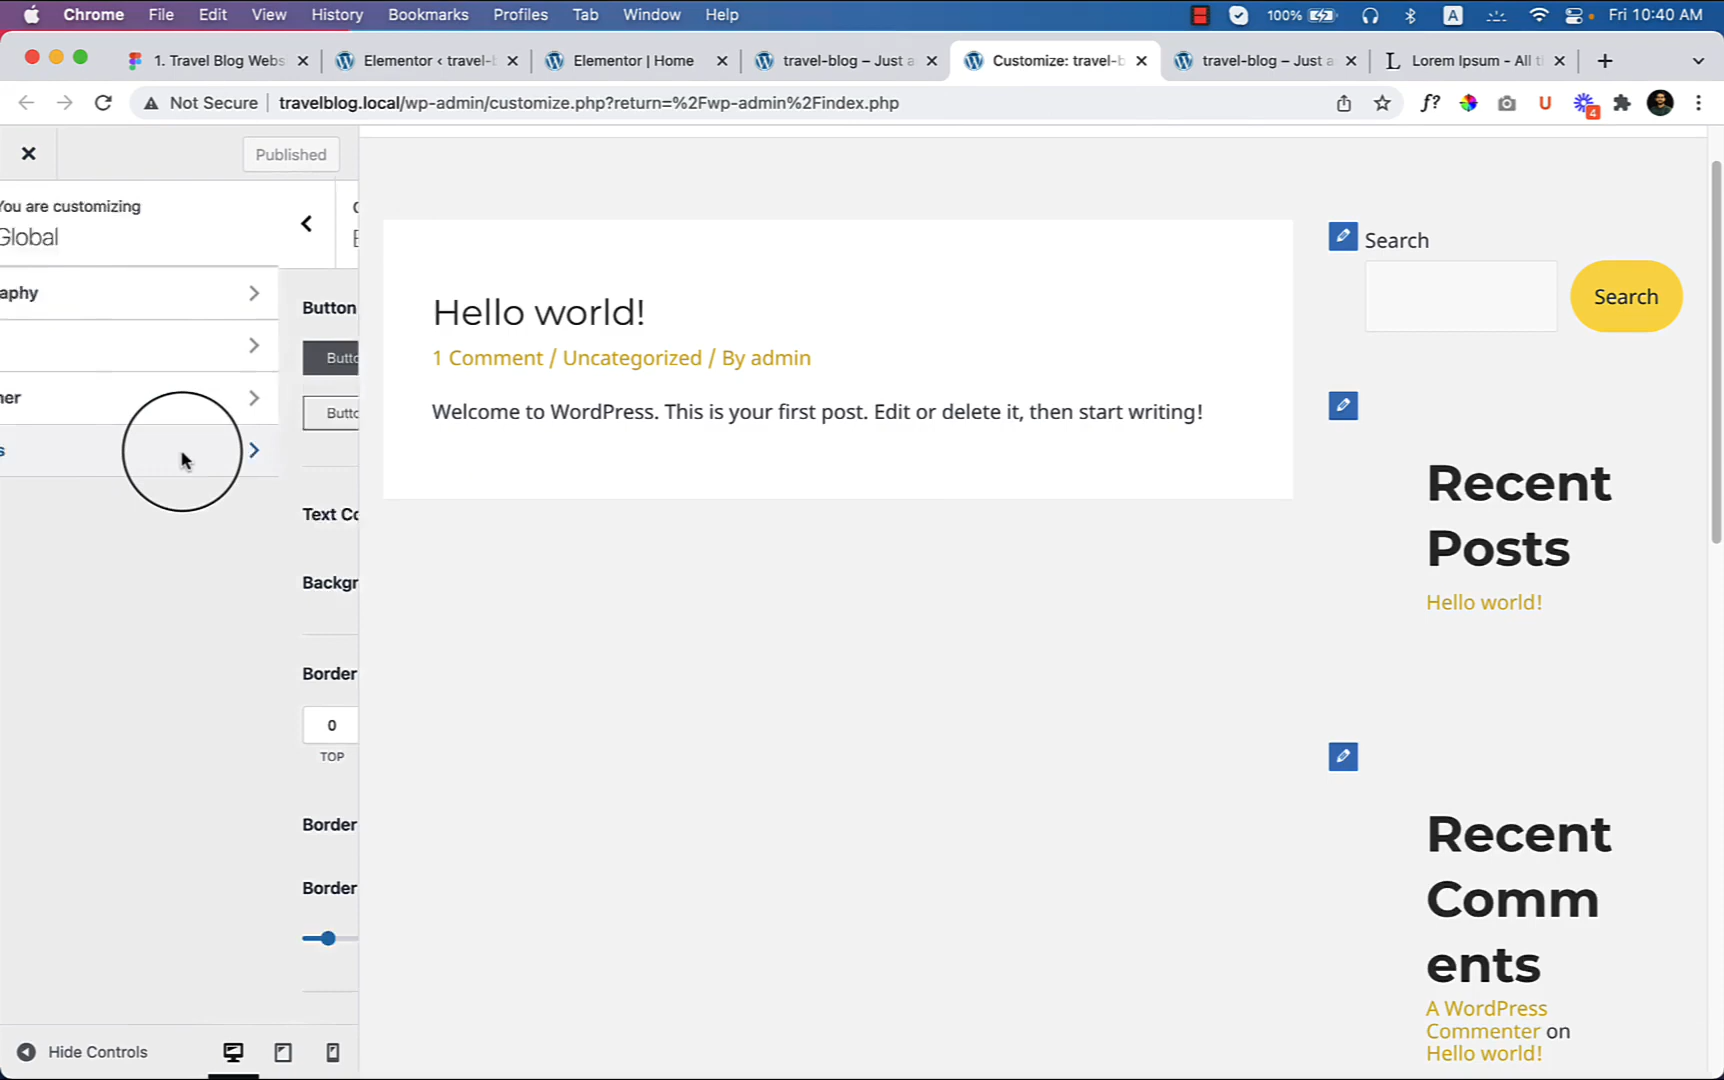 Chrome File Edit View History Bookmarks Profiles Tab Window Help 100% A Fri 10:40 AM
1. Travel Blog Webs Elementor ‹ travel-b Elementor | Home travel-blog – Just a Customize: travel-b travel-blog – Just a Lorem Ipsum - All t
Not Secure travelblog.local/wp-admin/customize.php?return=%2Fwp-admin%2Findex.php f? U 4
Published
You are customizing
Global
aphy
ner
s
Button
Butto
Butto
Text Co
Backgr
Border
0
TOP
Border
Border
Hide Controls
Hello world!
1 Comment / Uncategorized / By admin
Welcome to WordPress. This is your first post. Edit or delete it, then start writing!
Search
Search
Recent
Posts
Hello world!
Recent
Comm
ents
A WordPress
Commenter on
Hello world!